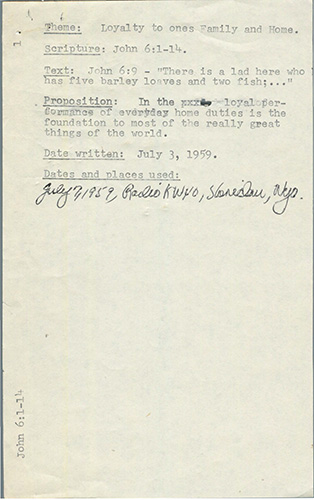 Theme: Loyalty to ones Family and Home.
Scripture: John 6:1-14.
Text: John 6:9 - "There is a lad here who
has five barley loaves and two fish;..."
Proposition: In the loyal per-
formance of everyday home duties is the
foundation to most of the really great
things of the world.
Date written: July 3, 1959.
Dates and places used:
July 7, 1959, Radio KWYO, Sheridan, Wyo.
John 6:1-14